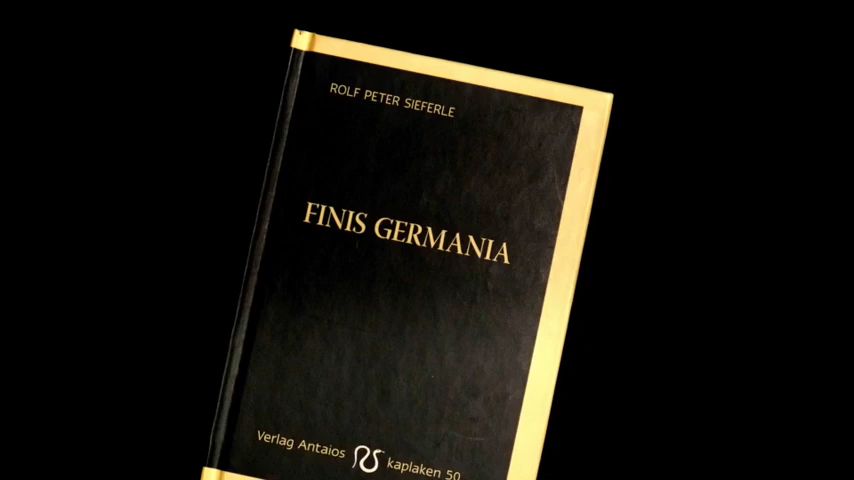 ROLF PETER SIEFERLE
FINIS GERMANIA
Verlag Antaios kaplaken 50